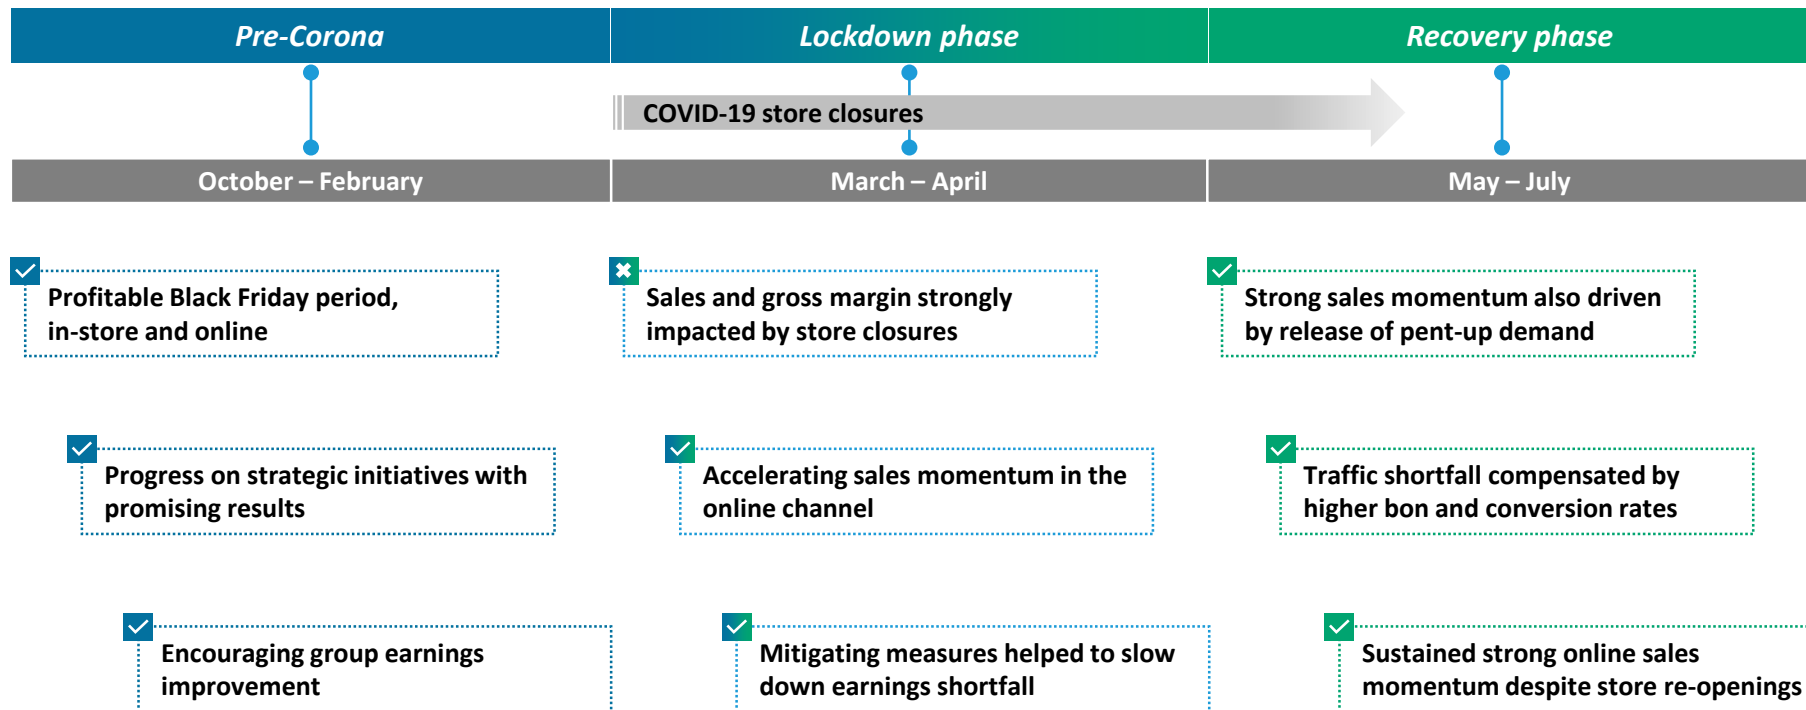 Pre-Corona
Lockdown phase
Recovery phase
COVID-19 store closures
October – February
March – April
May – July
Profitable Black Friday period,
in-store and online
Sales and gross margin strongly
impacted by store closures
Strong sales momentum also driven
by release of pent-up demand
Progress on strategic initiatives with
promising results
Accelerating sales momentum in the
online channel
Traffic shortfall compensated by
higher bon and conversion rates
Encouraging group earnings
improvement
Mitigating measures helped to slow
down earnings shortfall
Sustained strong online sales
momentum despite store re-openings